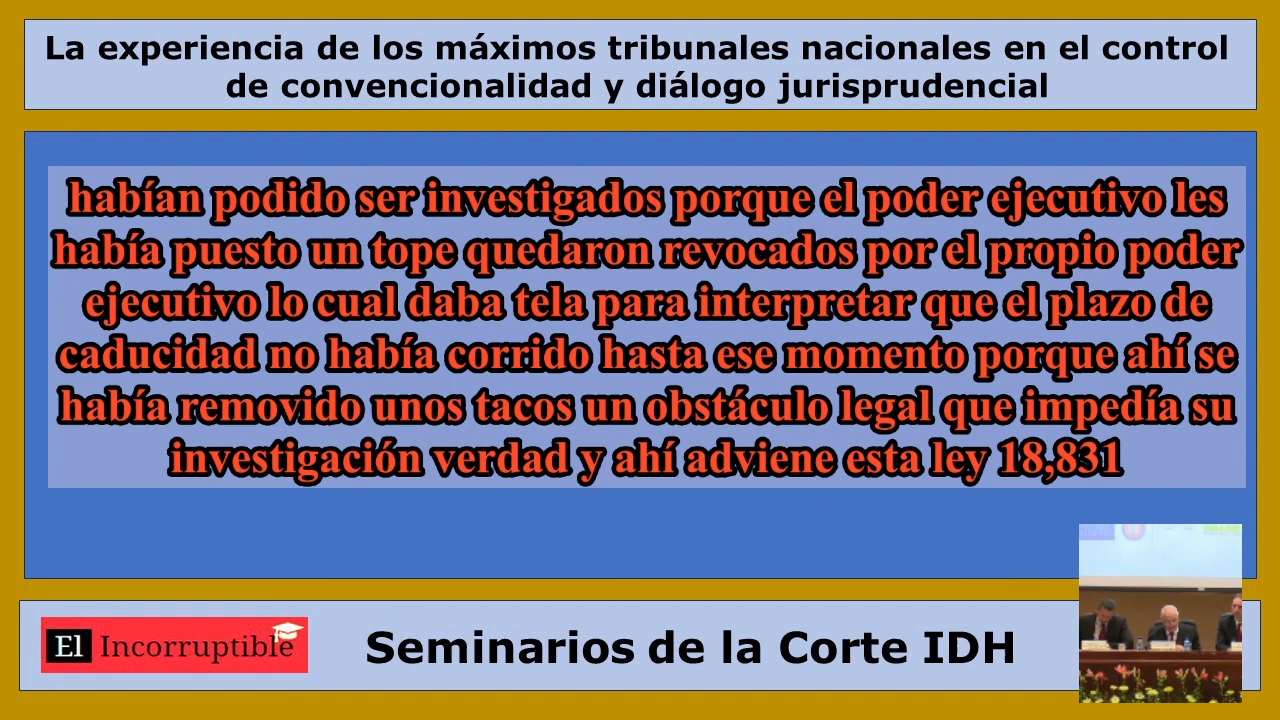 La experiencia de los máximos tribunales nacionales en el control
de convencionalidad y diálogo jurisprudencial
habían podido ser investigados porque el poder ejecutivo les
había puesto un tope quedaron revocados por el propio poder
ejecutivo lo cual daba tela para interpretar que el plazo de
caducidad no había corrido hasta ese momento porque ahí se
había removido unos tacos un obstáculo legal que impedía su
investigación verdad y ahí adviene esta ley 18,831
El Incorruptible
Seminarios de la Corte IDH